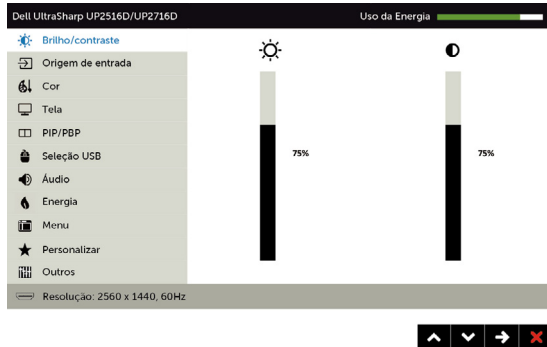 Dell UltraSharp UP2516D/UP2716D Uso da Energia
Brilho/contraste
Origem de entrada
Cor
Tela
PIP/PBP
Seleção USB
75% 75%
Áudio
Energia
Menu
Personalizar
Outros
Resolução: 2560 x 1440, 60Hz